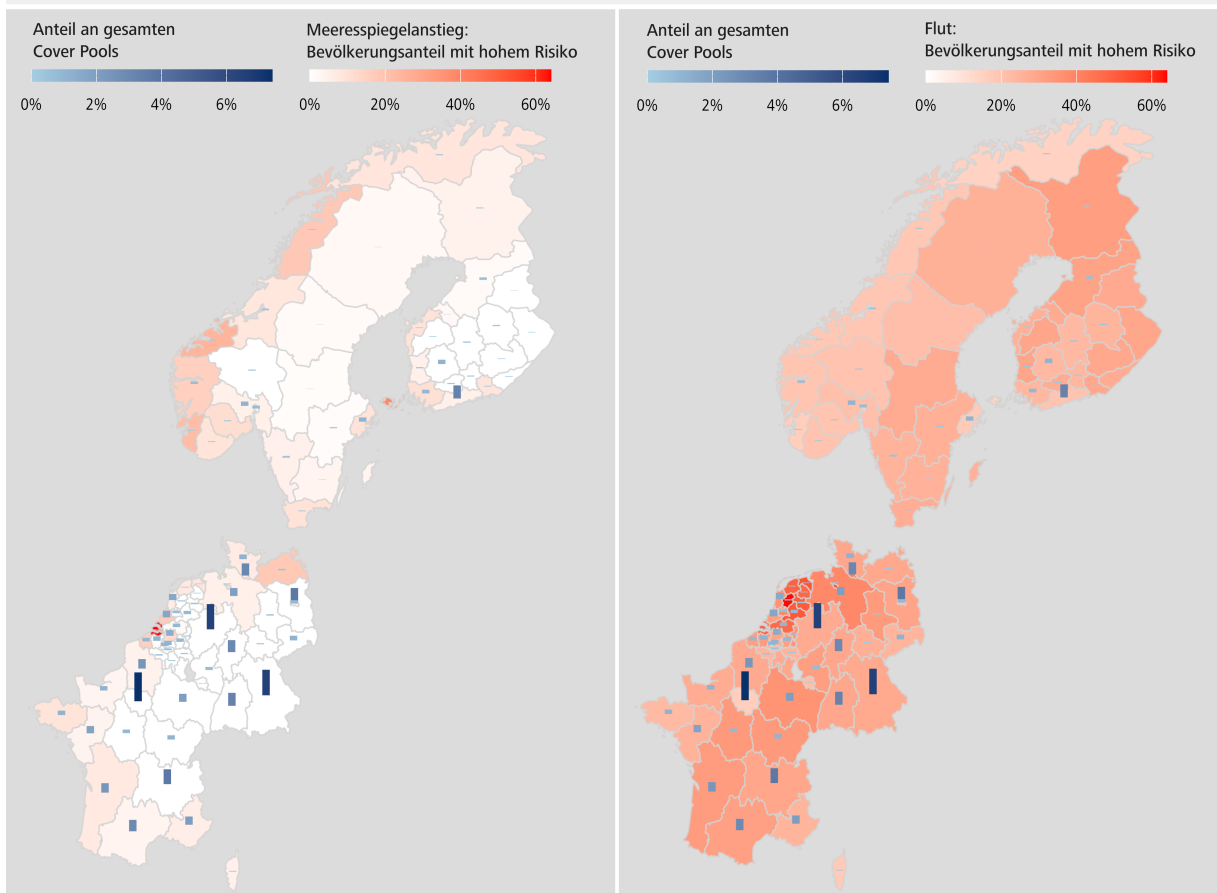 Anteil an gesamten
Cover Pools
0% 2% 4% 6%
Meeresspiegelanstieg:
Bevölkerungsanteil mit hohem Risiko
0% 20% 40% 60%
Anteil an gesamten
Cover Pools
0% 2% 4% 6%
Flut:
Bevölkerungsanteil mit hohem Risiko
0% 20% 40% 60%